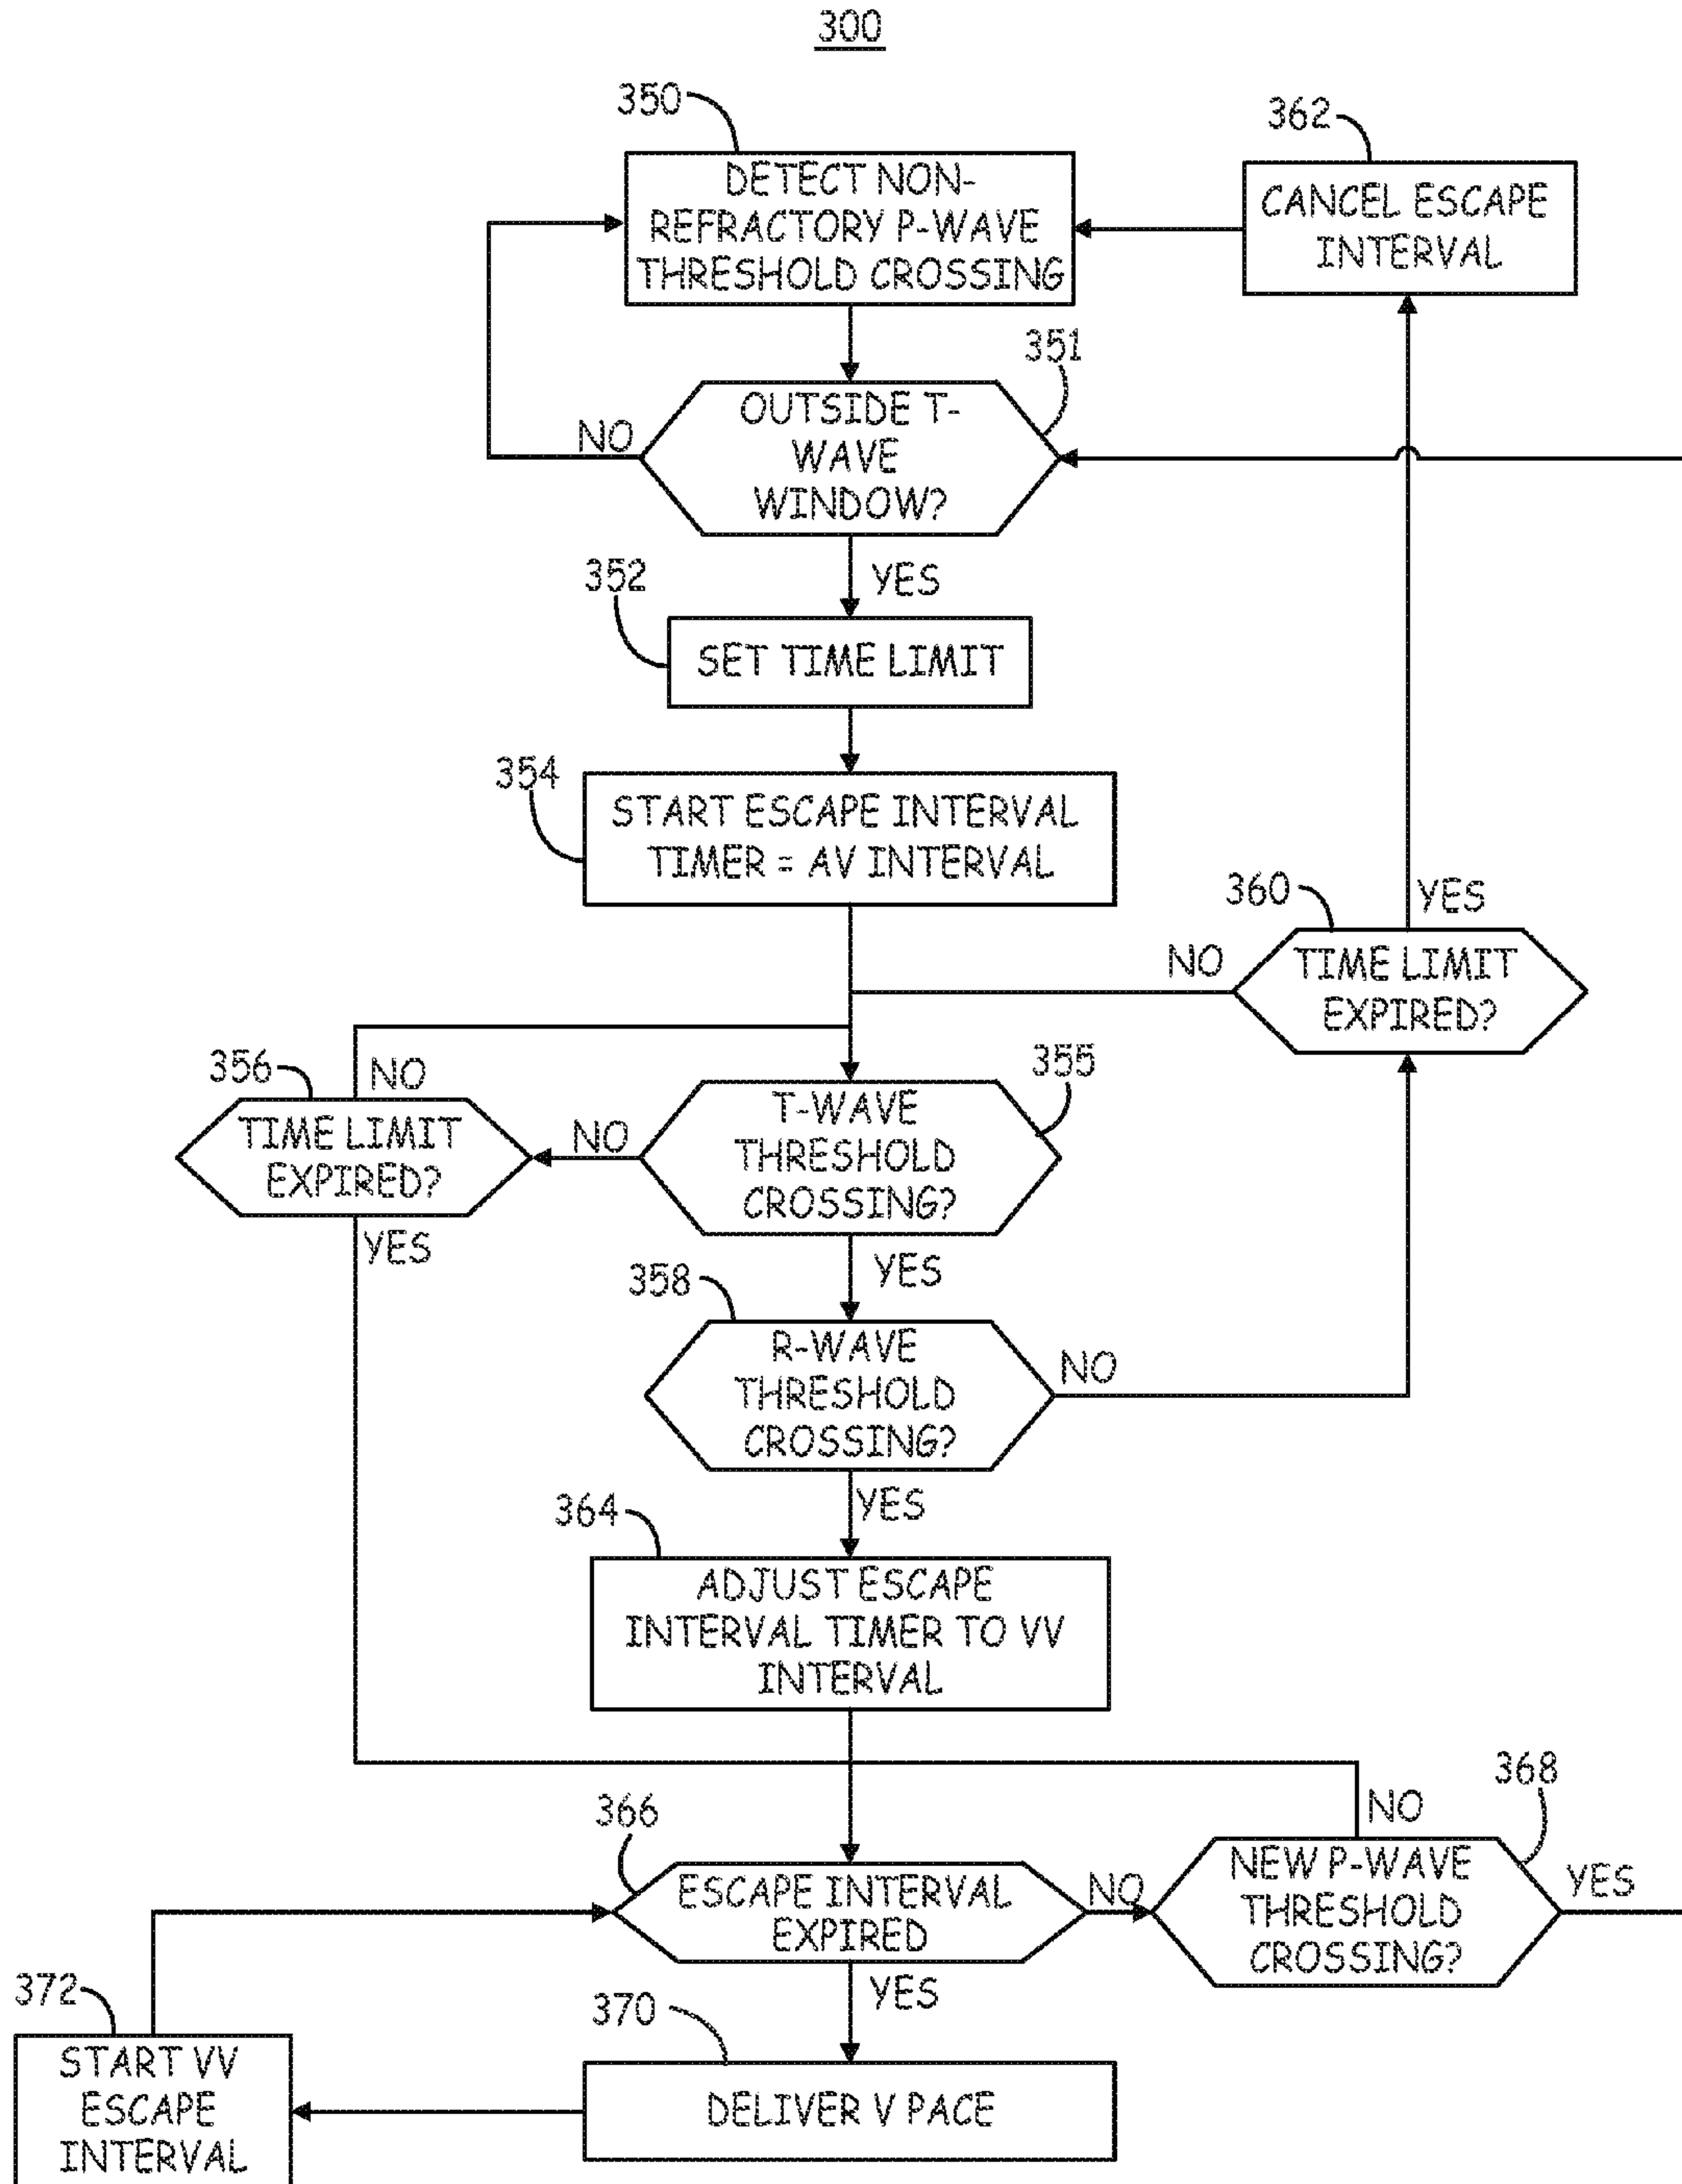 300
350
DETECT NON-
REFRACTORY P-WAVE
THRESHOLD CROSSING
362
CANCEL ESCAPE
INTERVAL
351
OUTSIDE T-
WAVE
WINDOW?
NO
YES
352
SET TIME LIMIT
354
START ESCAPE INTERVAL
TIMER = AV INTERVAL
360
YES
NO
TIME LIMIT
EXPIRED?
356
NO
TIME LIMIT
EXPIRED?
YES
NO
355
T-WAVE
THRESHOLD
CROSSING?
YES
358
R-WAVE
THRESHOLD
CROSSING?
NO
YES
364
ADJUST ESCAPE
INTERVAL TIMER TO VV
INTERVAL
366
ESCAPE INTERVAL
EXPIRED
NO
368
NO
NEW P-WAVE
THRESHOLD
CROSSING?
YES
YES
370
DELIVER V PACE
372
START VV
ESCAPE
INTERVAL